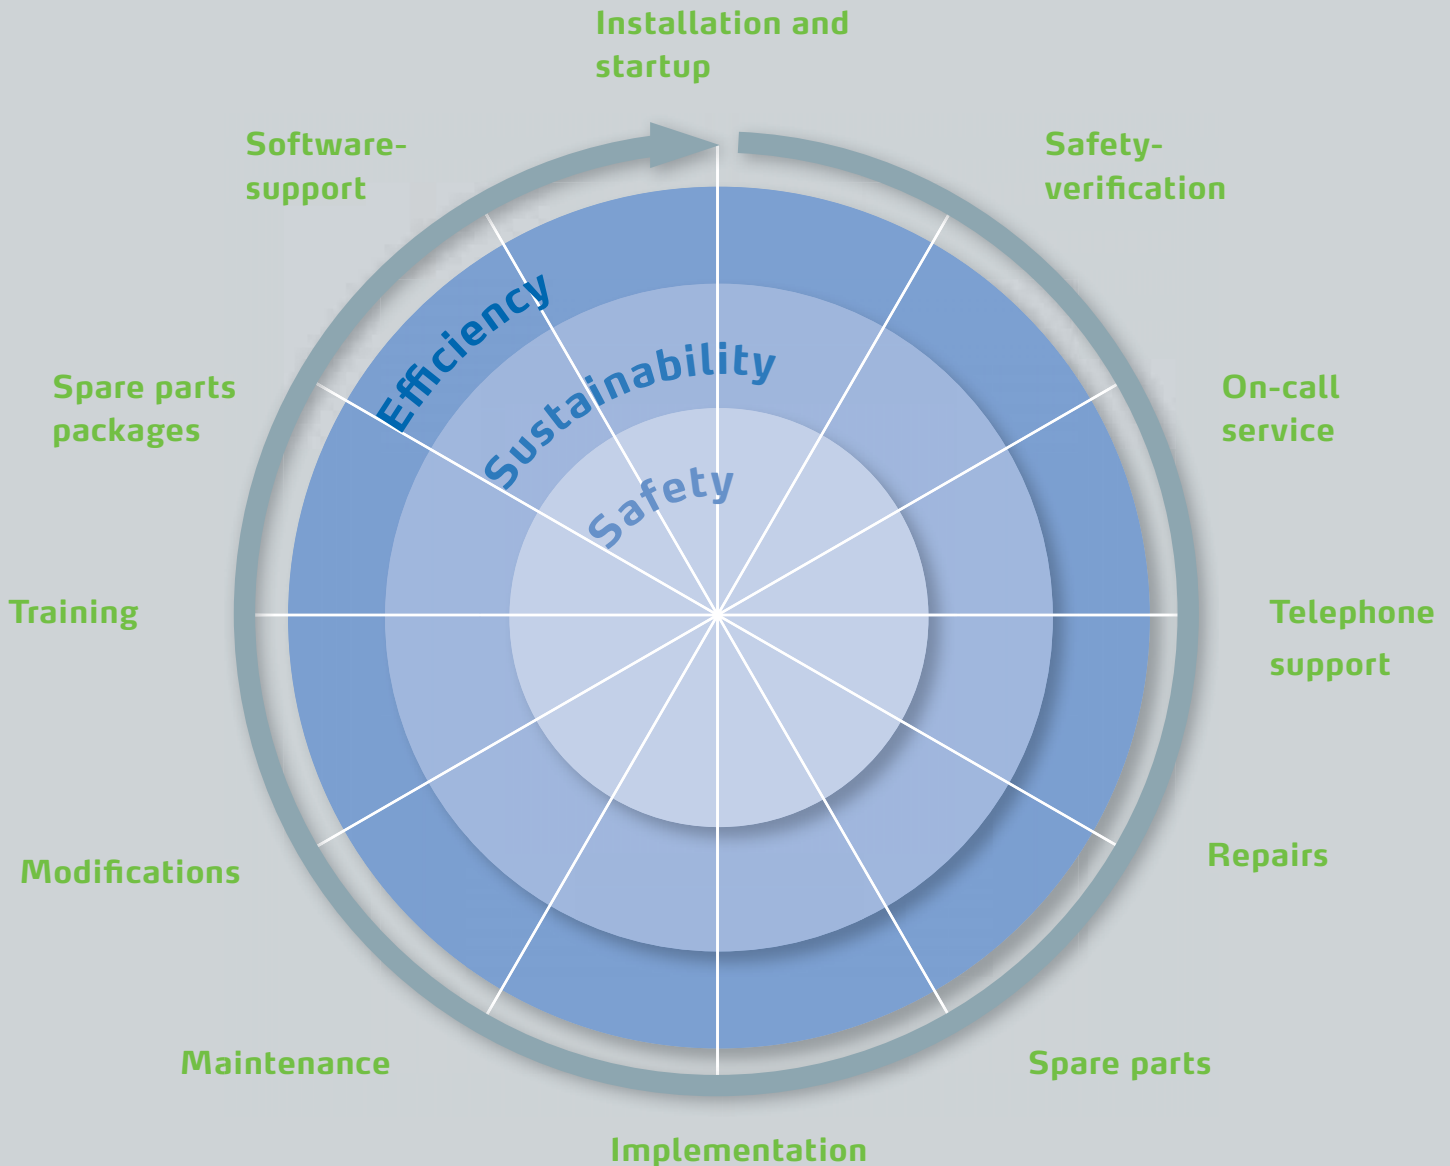 Installation and
startup
Software-
support
Safety-
verification
Efficiency
Sustainability
Safety
Spare parts
packages
On-call
service
Training
Telephone
support
Modifications
Repairs
Maintenance
Spare parts
Implementation